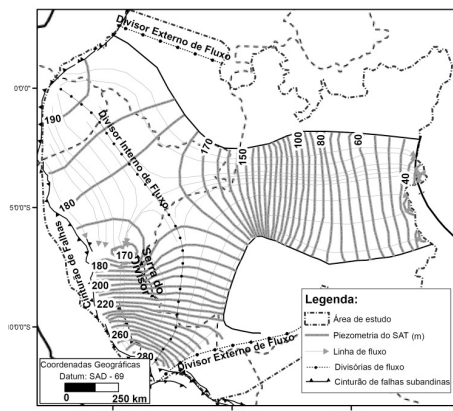 Divisor Externo de Fluxo
0°0'0"
190
Divisor Interno de Fluxo
170
150
100
80
60
40
5°0'0"S
180
Cinturão de Falhas
170
180
Serra do
Divisor
200
220
260
280
0°0'0"S
Divisor Externo de Fluxo
Coordenadas Geográficas
Datum: SAD - 69
0 250 km
Legenda:
Área de estudo
Piezometria do SAT (m)
Linha de fluxo
Divisórias de fluxo
Cinturão de falhas subandinas